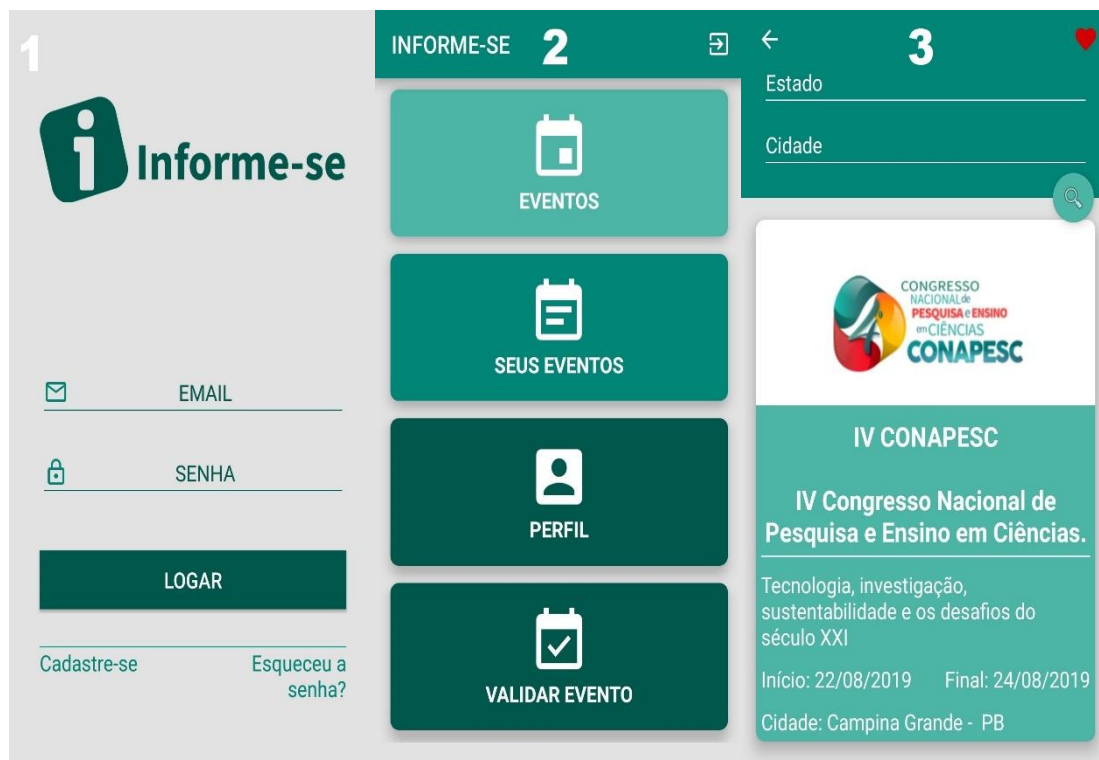 1
Informe-se
EMAIL
SENHA
LOGAR
Cadastre-se
Esqueceu a
senha?
INFORME-SE
2
EVENTOS
SEUS EVENTOS
PERFIL
VALIDAR EVENTO
3
Estado
Cidade
CONGRESSO
NACIONAL de
PESQUISA e ENSINO
em CIÊNCIAS
CONAPESC
IV CONAPESC
IV Congresso Nacional de
Pesquisa e Ensino em Ciências.
Tecnologia, investigação,
sustentabilidade e os desafios do
século XXI
Início: 22/08/2019 Final: 24/08/2019
Cidade: Campina Grande - PB